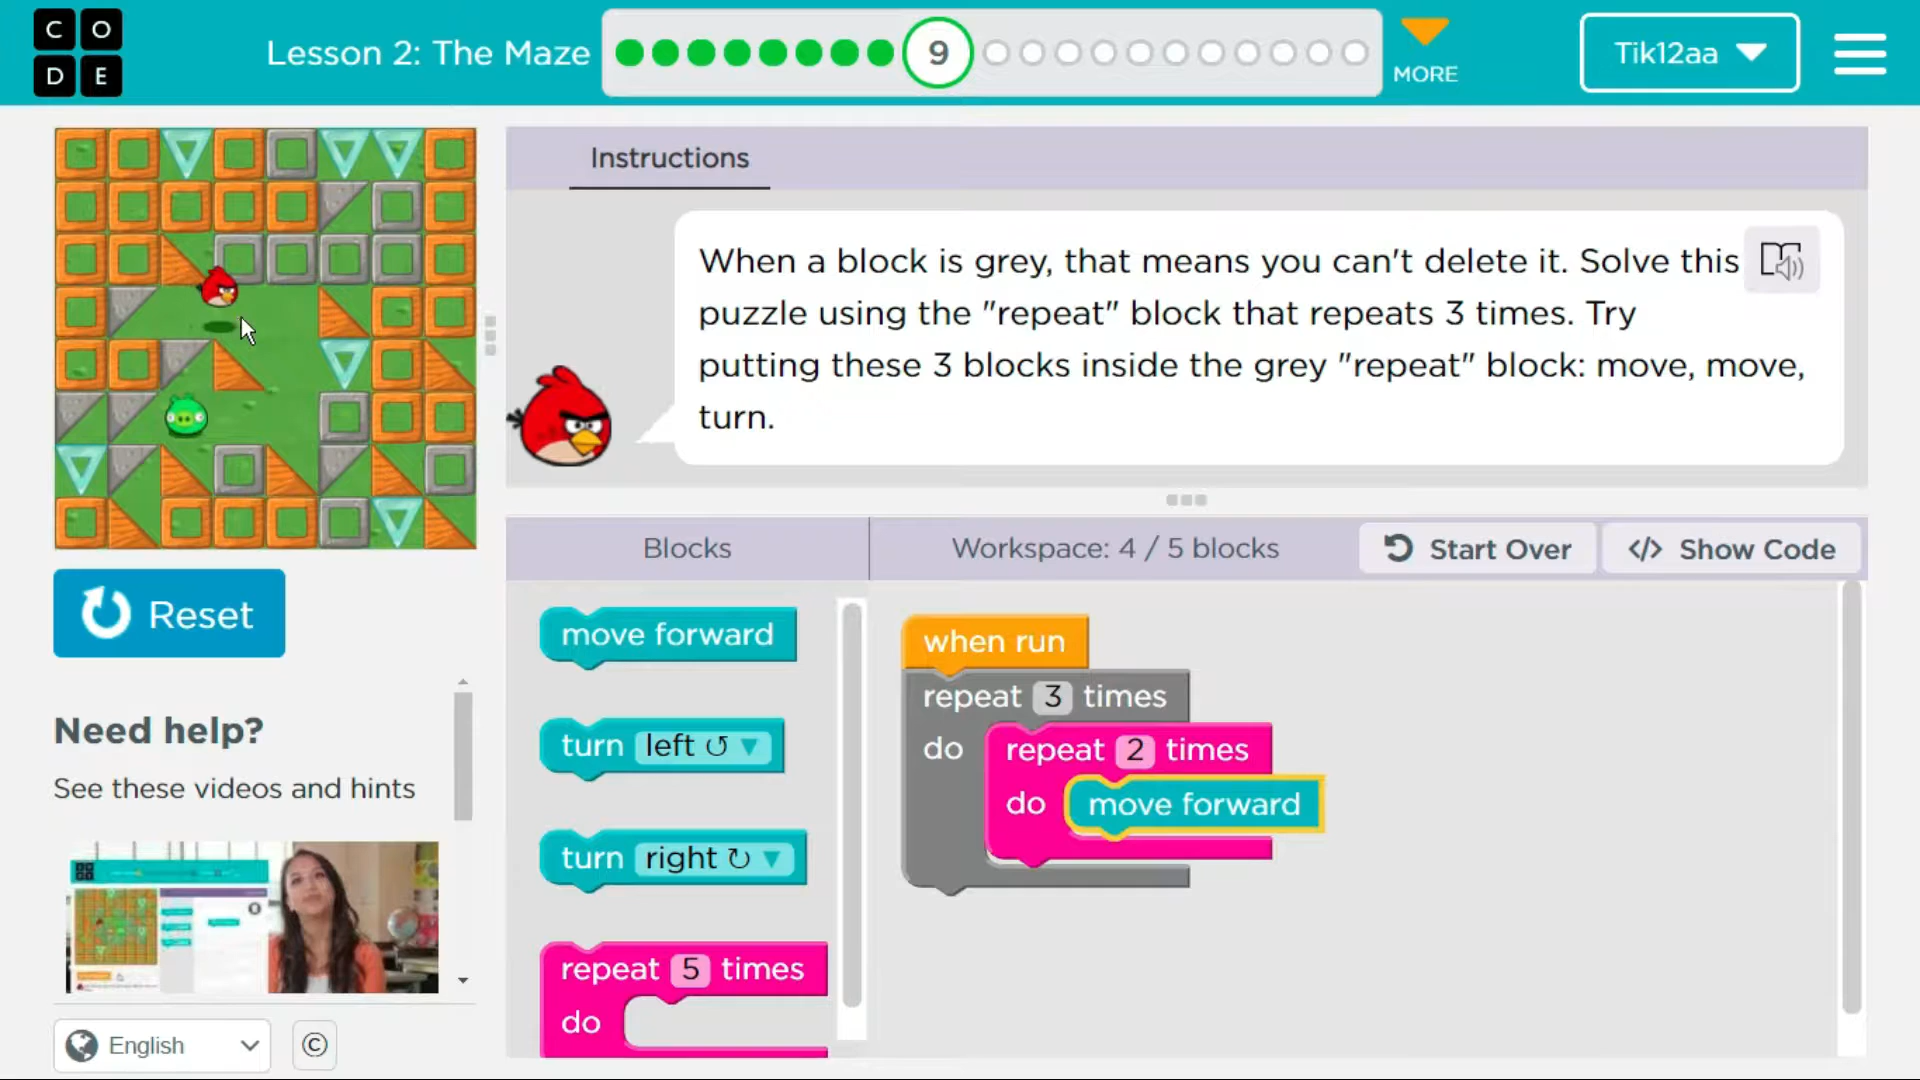 C O
D E
Lesson 2: The Maze
9
MORE
Tik12aa
Instructions
When a block is grey, that means you can't delete it. Solve this
puzzle using the "repeat" block that repeats 3 times. Try
putting these 3 blocks inside the grey "repeat" block: move, move,
turn.
Blocks
Workspace: 4 / 5 blocks
Start Over
</> Show Code
Reset
Need help?
See these videos and hints
English
©
move forward
turn left ↺
turn right ↻
repeat 5 times
do
when run
repeat 3 times
do
repeat 2 times
do
move forward